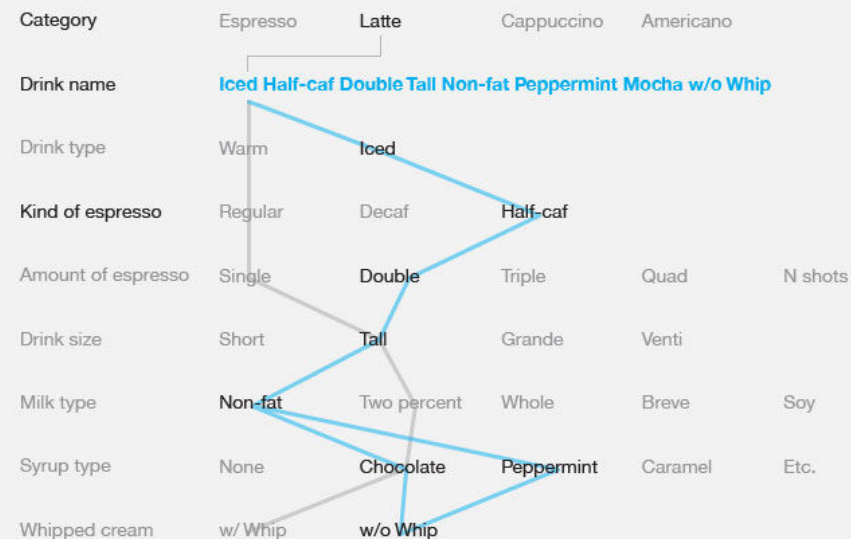 Category Espresso Latte Cappuccino Americano
Drink name Iced Half-caf Double Tall Non-fat Peppermint Mocha w/o Whip
Drink type Warm Iced
Kind of espresso Regular Decaf Half-caf
Amount of espresso Single Double Triple Quad N shots
Drink size Short Tall Grande Venti
Milk type Non-fat Two percent Whole Breve Soy
Syrup type None Chocolate Peppermint Caramel Etc.
Whipped cream w/ Whip w/o Whip